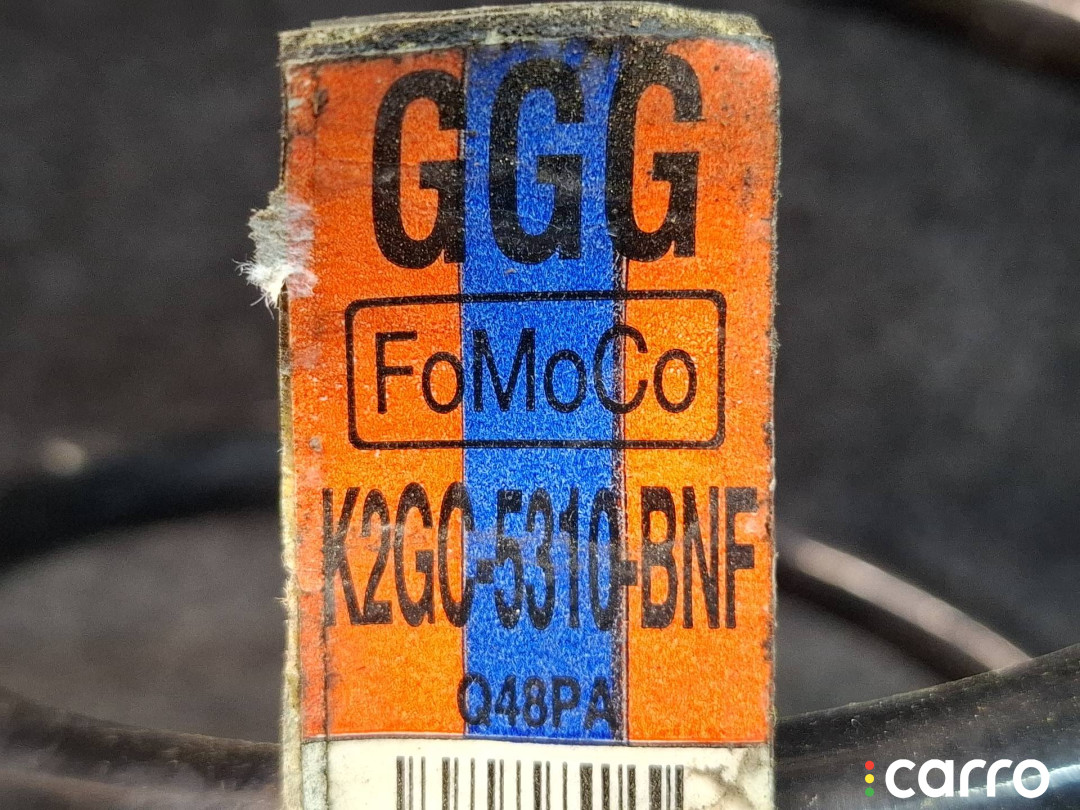 GGG
FoMoCo
K2GC-5310-BNF
Q48PA
carro